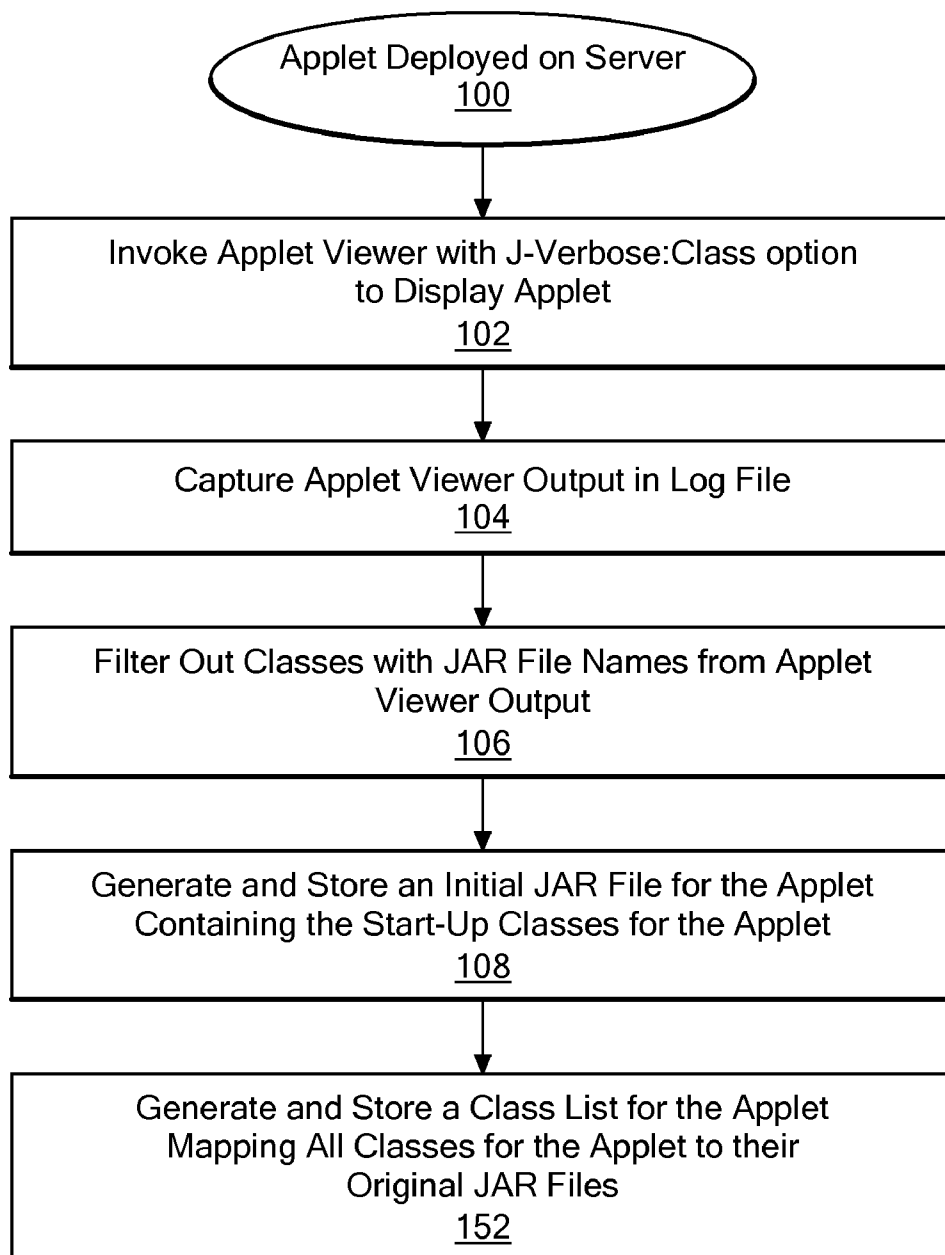 Applet Deployed on Server
100
Invoke Applet Viewer with J-Verbose:Class option
to Display Applet
102
Capture Applet Viewer Output in Log File
104
Filter Out Classes with JAR File Names from Applet
Viewer Output
106
Generate and Store an Initial JAR File for the Applet
Containing the Start-Up Classes for the Applet
108
Generate and Store a Class List for the Applet
Mapping All Classes for the Applet to their
Original JAR Files
152